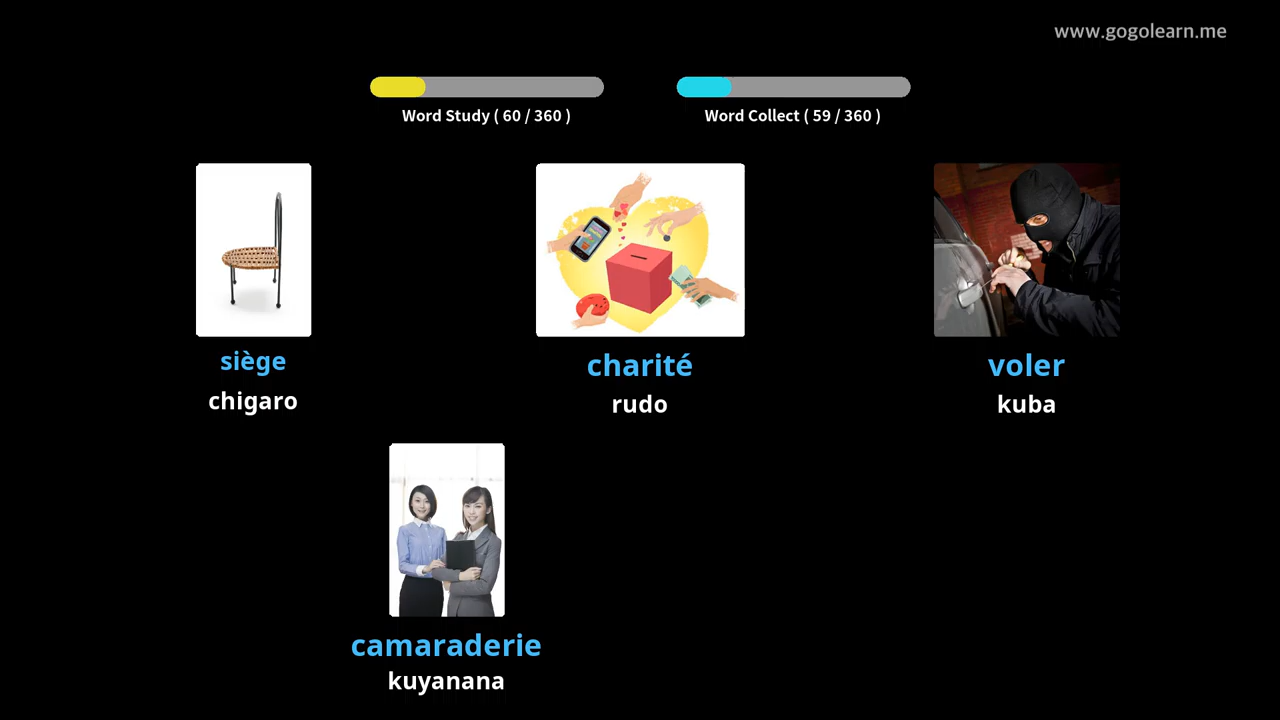 www.gogolearn.me
Word Study ( 60 / 360 )
Word Collect ( 59 / 360 )
siège
chigaro
charité
rudo
voler
kuba
camaraderie
kuyanana